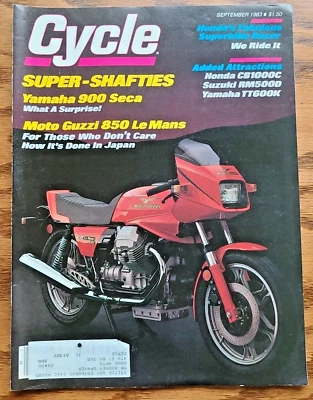 SEPTEMBER 1983 $1.50
Cycle
Honda's Fabulous
Superbike Racer
We Ride It
SUPER-SHAFTIES
Yamaha 900 Seca
What A Surprise!
Added Attractions
Honda CB1000C
Suzuki RM500D
Yamaha TT600K
Moto Guzzi 850 Le Mans
For Those Who Don't Care
How It's Done In Japan